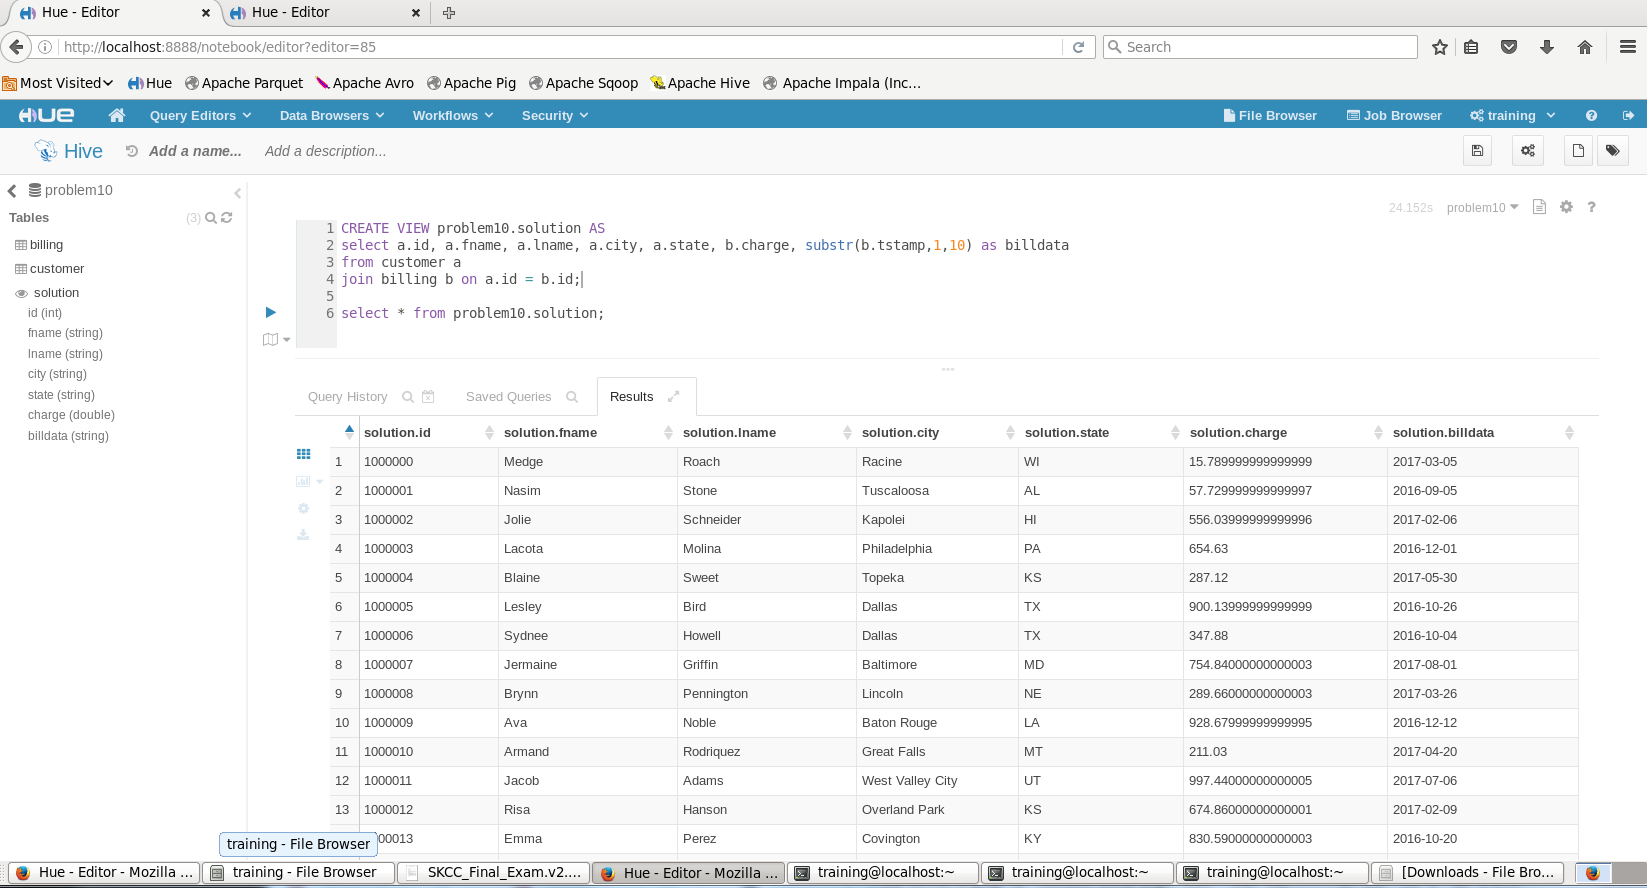 Hue - Editor
Hue - Editor
http://localhost:8888/notebook/editor?editor=85
Search
Most Visited
Hue
Apache Parquet
Apache Avro
Apache Pig
Apache Sqoop
Apache Hive
Apache Impala (Inc...
HUE
Query Editors
Data Browsers
Workflows
Security
File Browser
Job Browser
training
Hive
Add a name...
Add a description...
problem10
Tables
(3)
billing
customer
solution
id (int)
fname (string)
lname (string)
city (string)
state (string)
charge (double)
billdata (string)
24.152s
problem10
?
1 CREATE VIEW problem10.solution AS
2 select a.id, a.fname, a.lname, a.city, a.state, b.charge, substr(b.tstamp,1,10) as billdata
3 from customer a
4 join billing b on a.id = b.id;
5
6 select * from problem10.solution;
Query History
Saved Queries
Results
solution.id solution.fname solution.lname solution.city solution.state solution.charge solution.billdata
1 1000000 Medge Roach Racine WI 15.789999999999999 2017-03-05
2 1000001 Nasim Stone Tuscaloosa AL 57.729999999999997 2016-09-05
3 1000002 Jolie Schneider Kapolei HI 556.03999999999996 2017-02-06
4 1000003 Lacota Molina Philadelphia PA 654.63 2016-12-01
5 1000004 Blaine Sweet Topeka KS 287.12 2017-05-30
6 1000005 Lesley Bird Dallas TX 900.13999999999999 2016-10-26
7 1000006 Sydnee Howell Dallas TX 347.88 2016-10-04
8 1000007 Jermaine Griffin Baltimore MD 754.84000000000003 2017-08-01
9 1000008 Brynn Pennington Lincoln NE 289.66000000000003 2017-03-26
10 1000009 Ava Noble Baton Rouge LA 928.67999999999995 2016-12-12
11 1000010 Armand Rodriquez Great Falls MT 211.03 2017-04-20
12 1000011 Jacob Adams West Valley City UT 997.44000000000005 2017-07-06
13 1000012 Risa Hanson Overland Park KS 674.86000000000001 2017-02-09
00013 Emma Perez Covington KY 830.59000000000003 2016-10-20
training - File Browser
Hue - Editor - Mozilla ...
training - File Browser
SKCC_Final_Exam.v2....
Hue - Editor - Mozilla ...
training@localhost:~
training@localhost:~
training@localhost:~
[Downloads - File Bro...